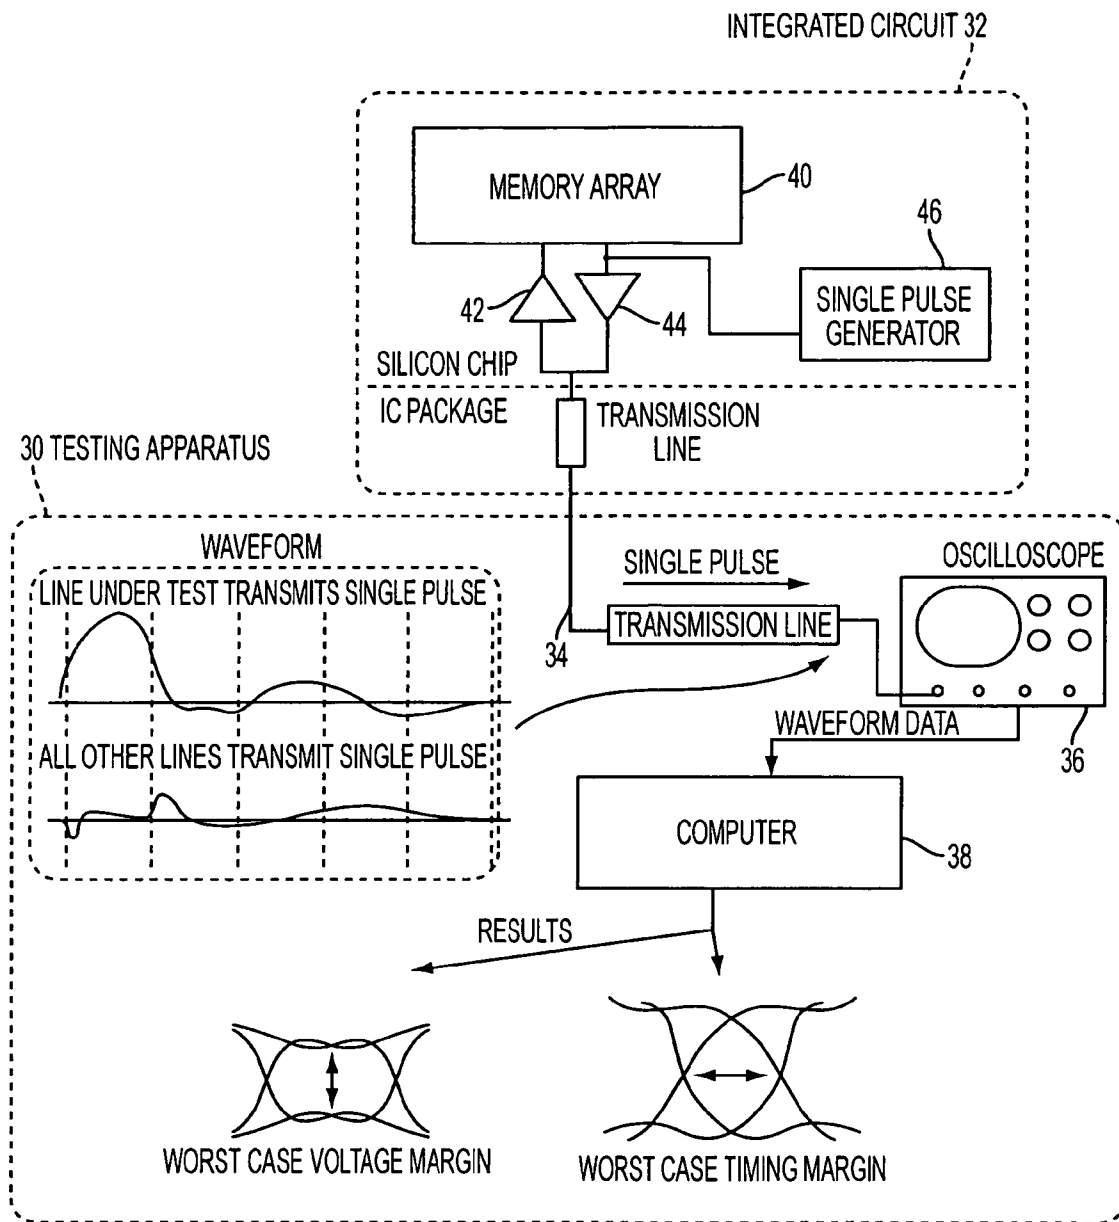 INTEGRATED CIRCUIT 32
MEMORY ARRAY
40
46
SINGLE PULSE
GENERATOR
42
44
SILICON CHIP
IC PACKAGE
TRANSMISSION
LINE
30 TESTING APPARATUS
WAVEFORM
LINE UNDER TEST TRANSMITS SINGLE PULSE
ALL OTHER LINES TRANSMIT SINGLE PULSE
SINGLE PULSE
TRANSMISSION LINE
34
OSCILLOSCOPE
36
WAVEFORM DATA
COMPUTER
38
RESULTS
WORST CASE VOLTAGE MARGIN
WORST CASE TIMING MARGIN